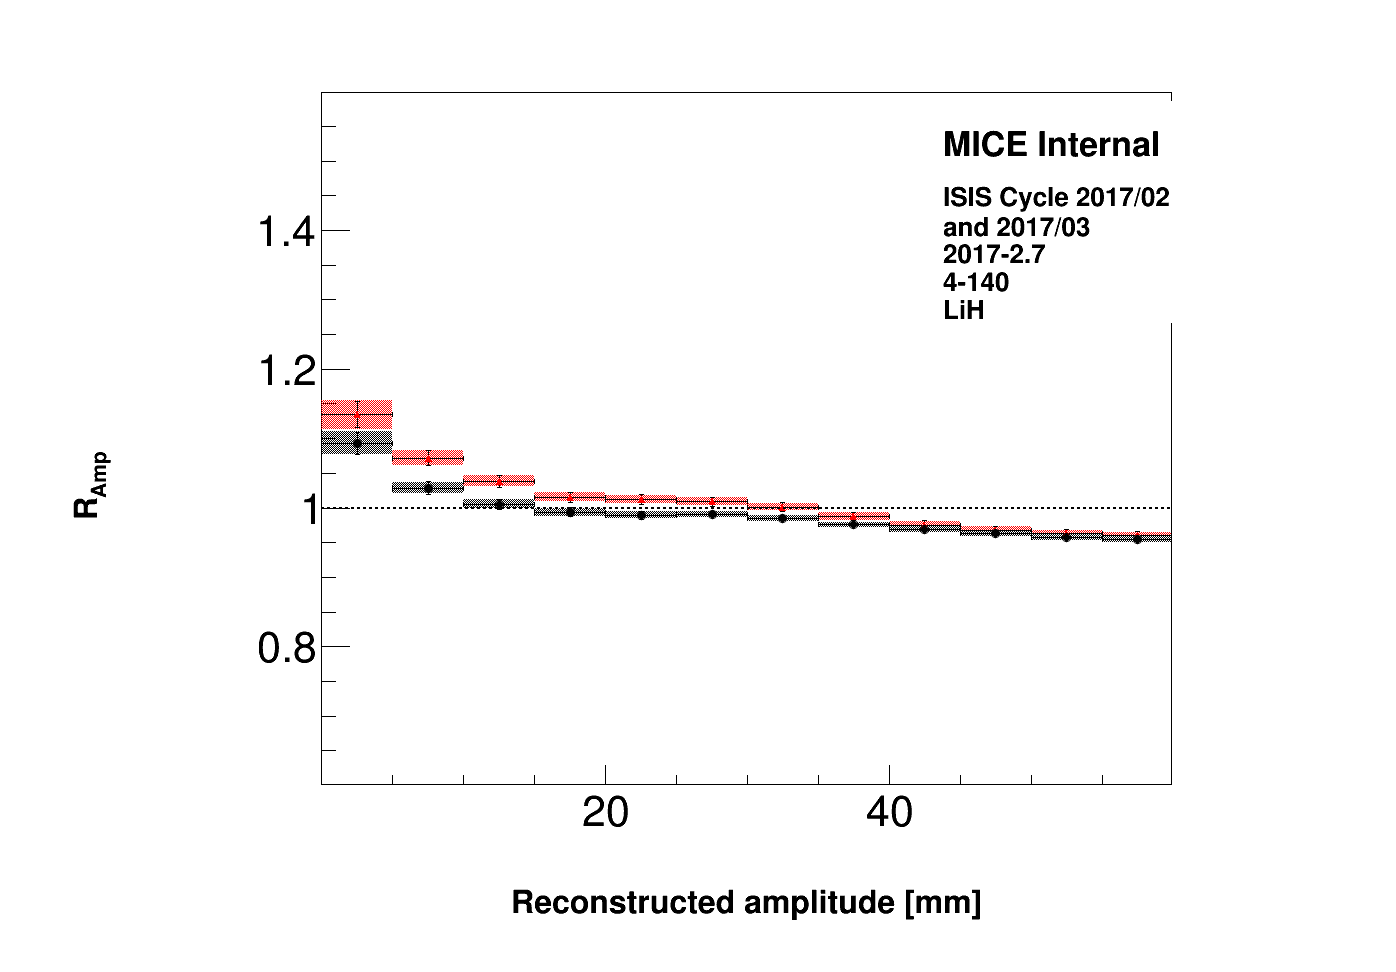 MICE Internal
ISIS Cycle 2017/02
and 2017/03
2017-2.7
4-140
LiH
1.4
1.2
1
0.8
R_Amp
20 40
Reconstructed amplitude [mm]